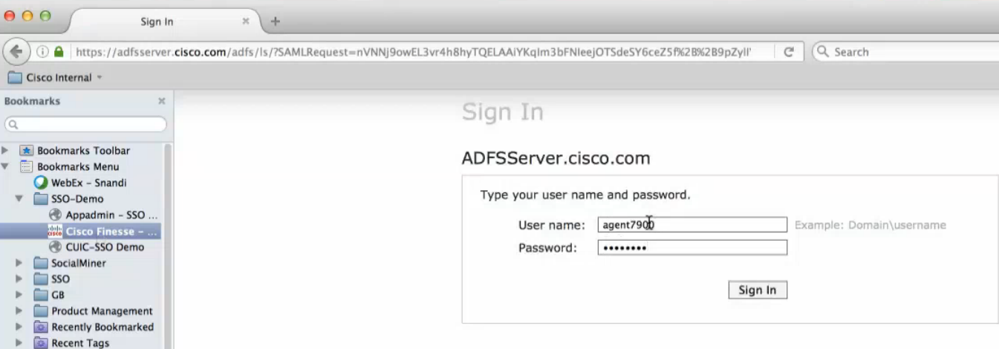 Sign In
https://adfsserver.cisco.com/adfs/ls/?SAMLRequest=nVNNj9owEL3vr4h8hyTQELAAiYKqIm3bFNIeejOTSdeSY6ceZ5f%2B%2B9pZyII'
Search
Cisco Internal
Bookmarks
Bookmarks Toolbar
Bookmarks Menu
WebEx – Snandi
SSO-Demo
Appadmin – SSO ...
Cisco Finesse – ...
CUIC-SSO Demo
SocialMiner
SSO
GB
Product Management
Recently Bookmarked
Recent Tags
Sign In
ADFSServer.cisco.com
Type your user name and password.
User name: agent7900 Example: Domain\username
Password: ••••••••
Sign In